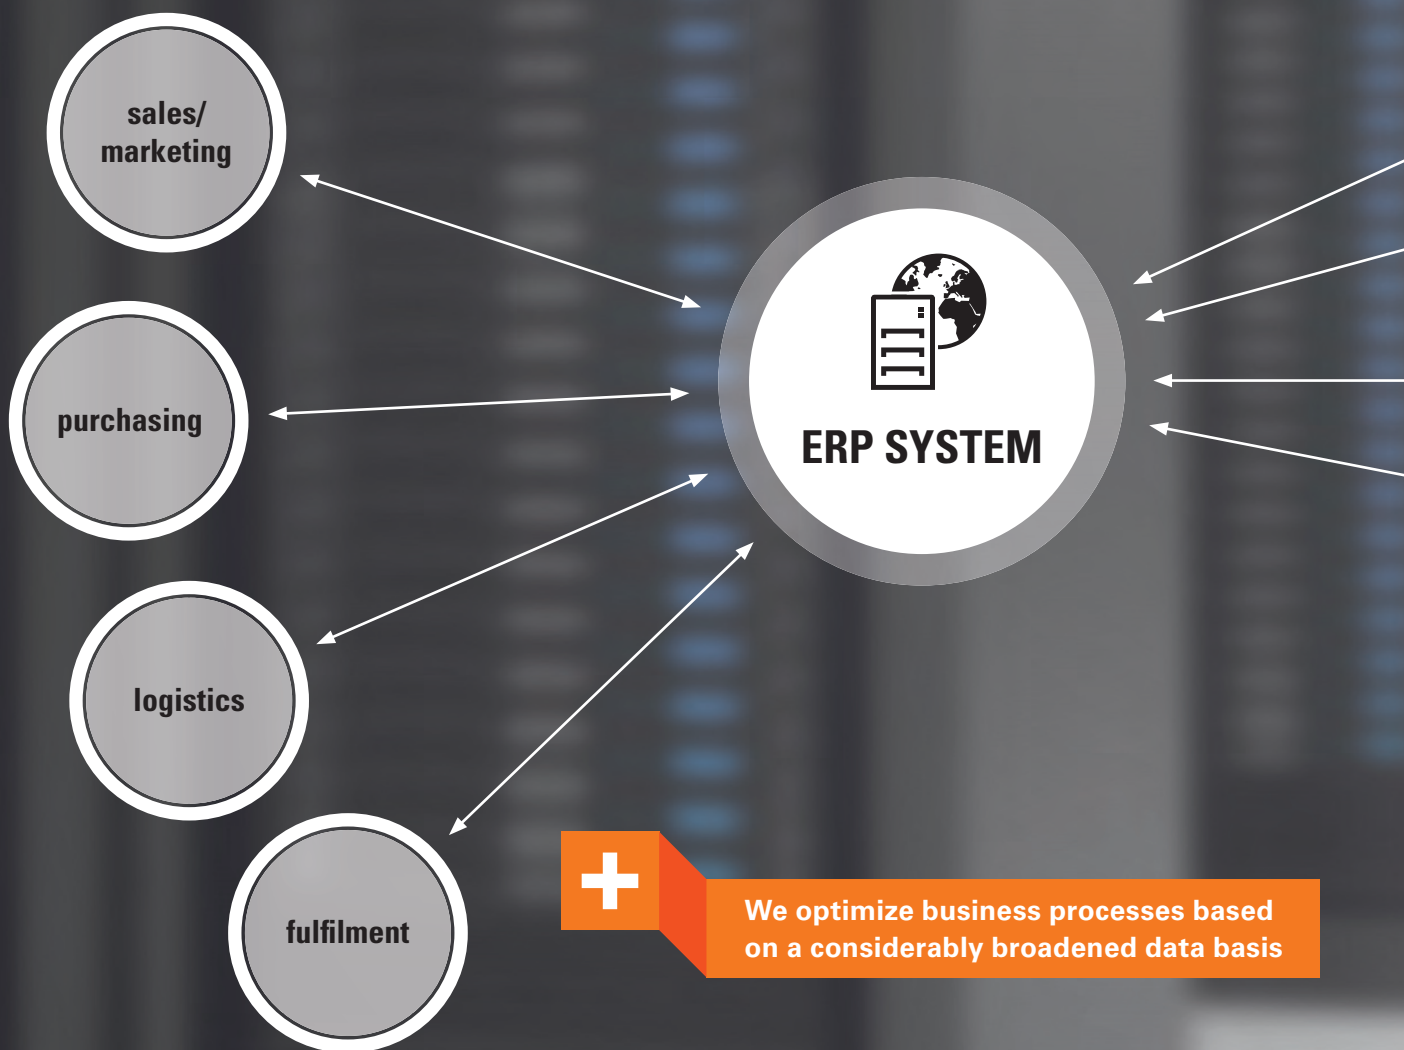 sales/
marketing
purchasing
ERP SYSTEM
logistics
fulfilment
We optimize business processes based
on a considerably broadened data basis